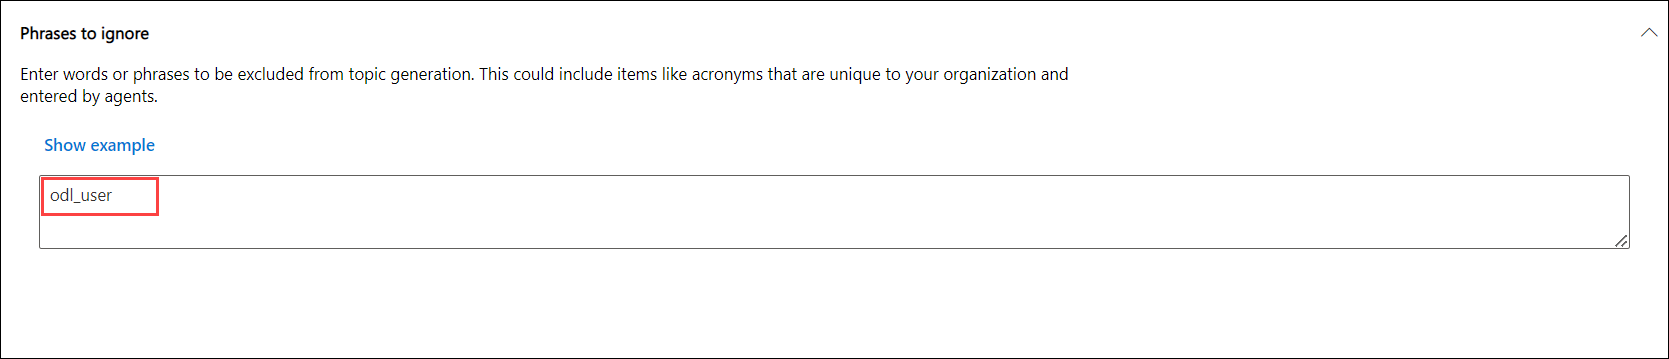 Phrases to ignore
Enter words or phrases to be excluded from topic generation. This could include items like acronyms that are unique to your organization and
entered by agents.
Show example
odl_user